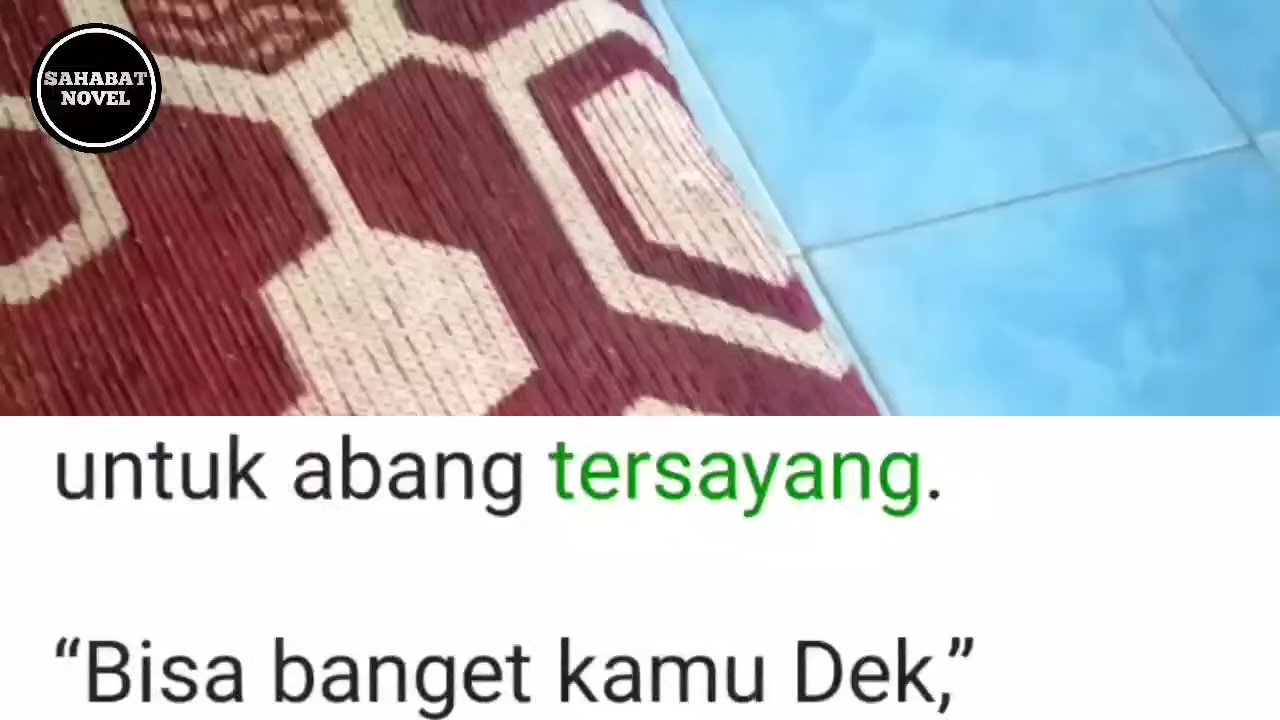 SAHABAT
NOVEL
untuk abang tersayang.
“Bisa banget kamu Dek,”